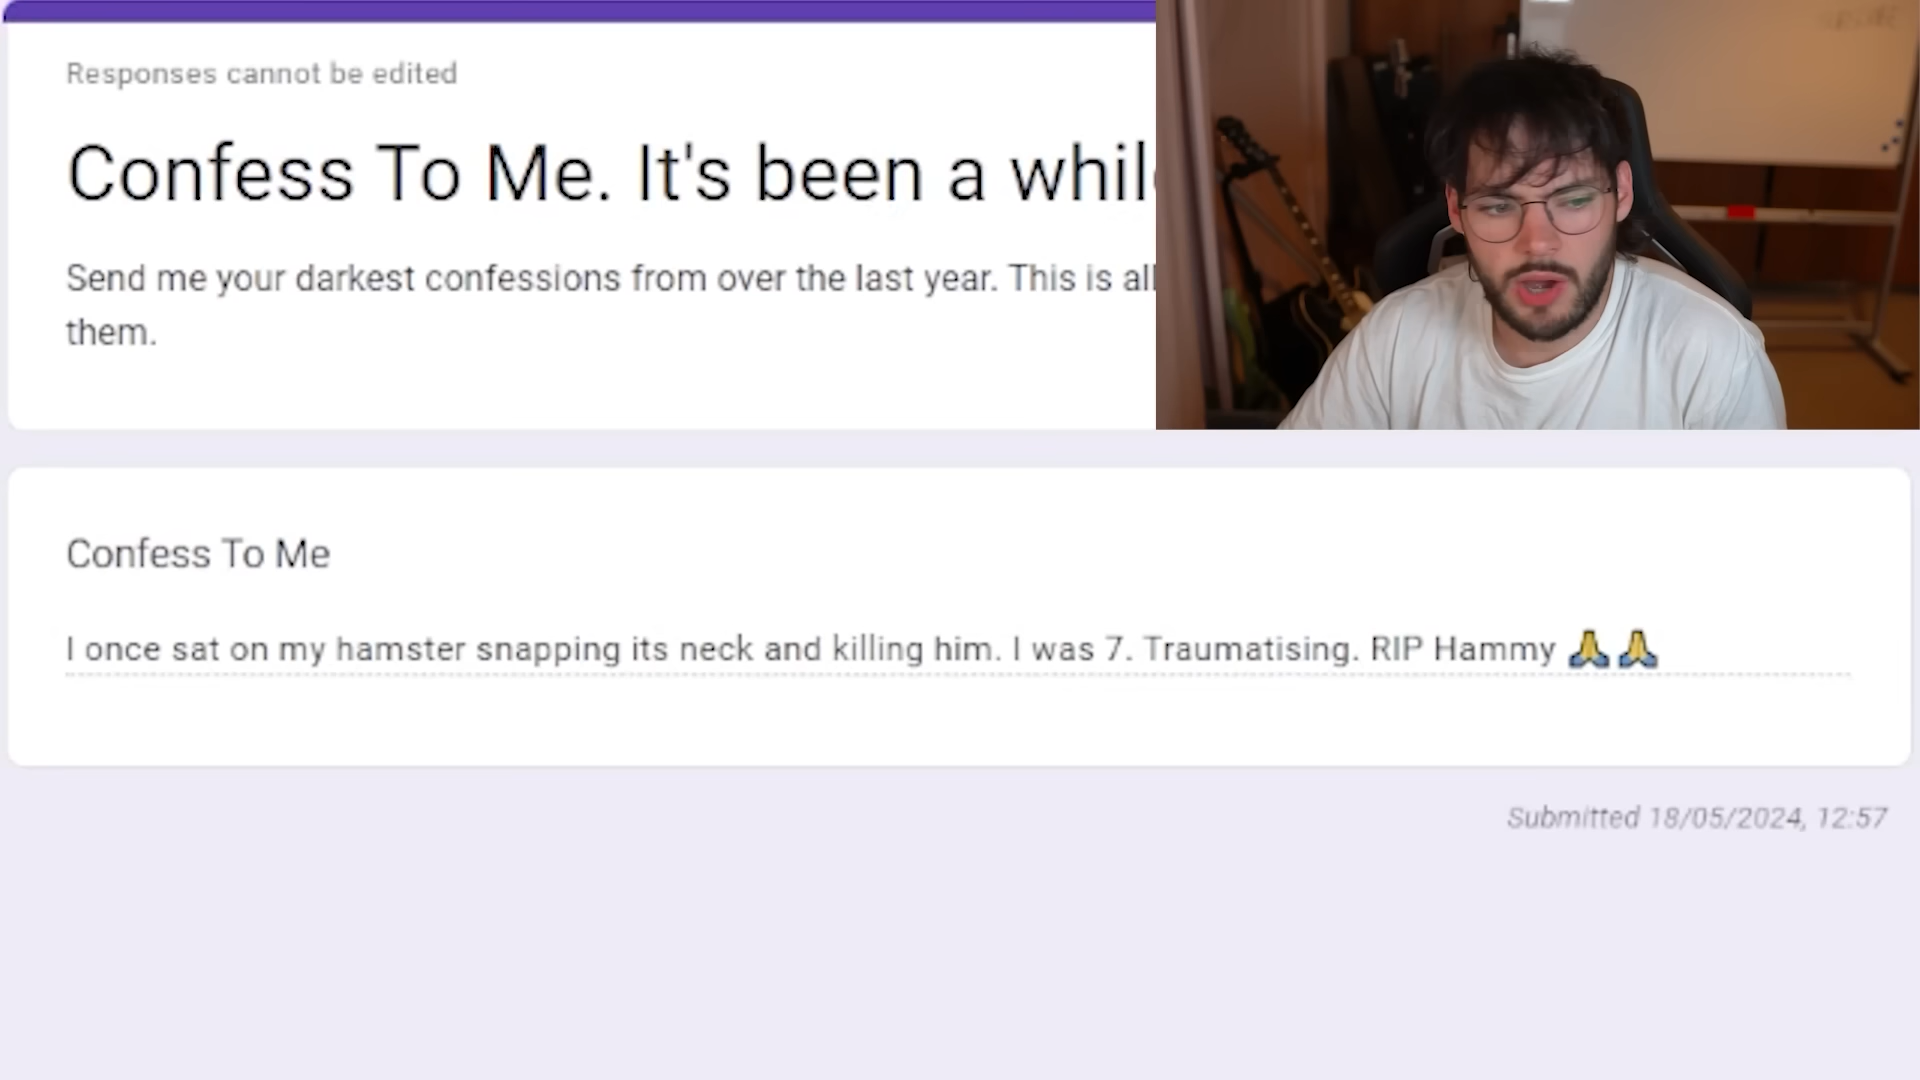 Responses cannot be edited
Confess To Me. It's been a whil
Send me your darkest confessions from over the last year. This is all
them.
Confess To Me
I once sat on my hamster snapping its neck and killing him. I was 7. Traumatising. RIP Hammy 🙏🙏
Submitted 18/05/2024, 12:57